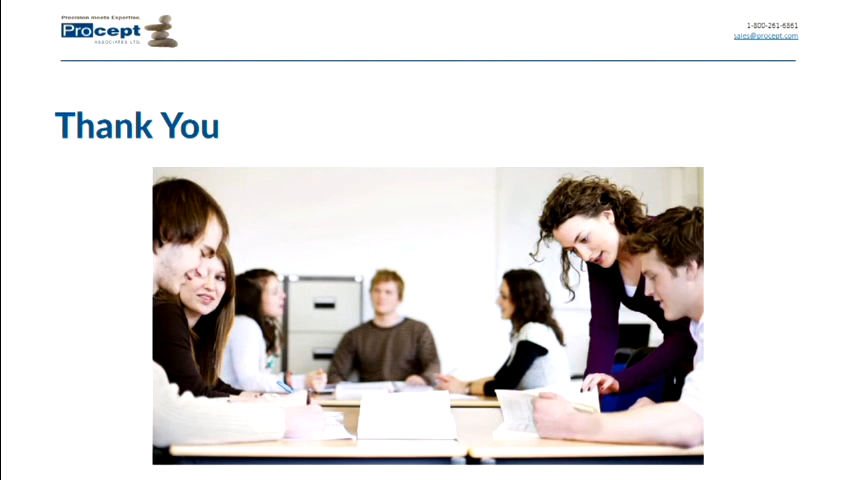 Precision meets Expertise.
Procept
ASSOCIATES LTD.
1-800-261-6861
sales@procept.com
Thank You